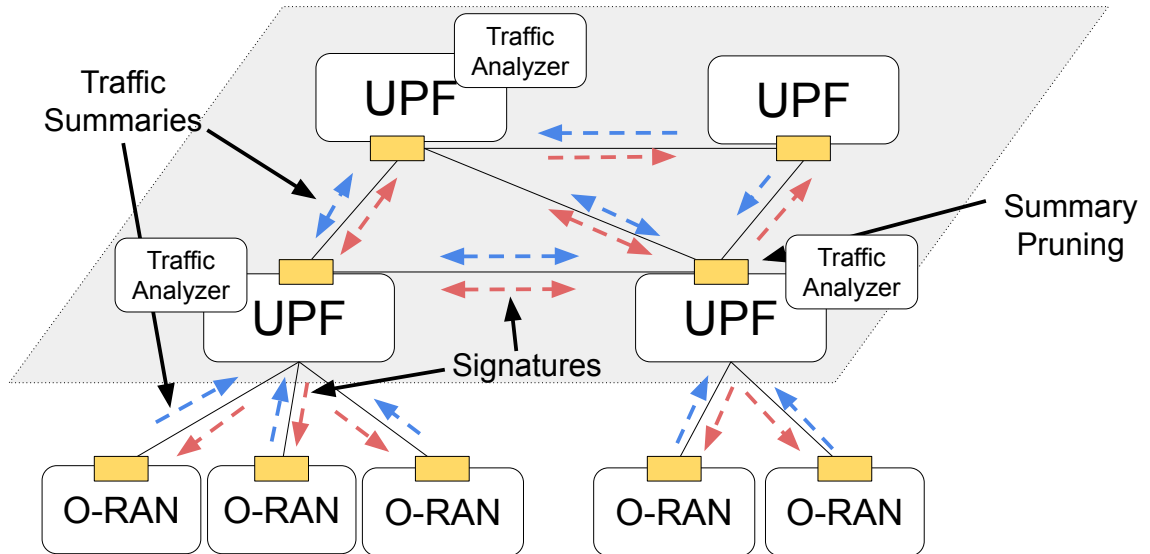 Traffic
Analyzer
UPF
UPF
Traffic
Summaries
Summary
Pruning
Traffic
Analyzer
UPF
Traffic
Analyzer
UPF
Signatures
O-RAN
O-RAN
O-RAN
O-RAN
O-RAN